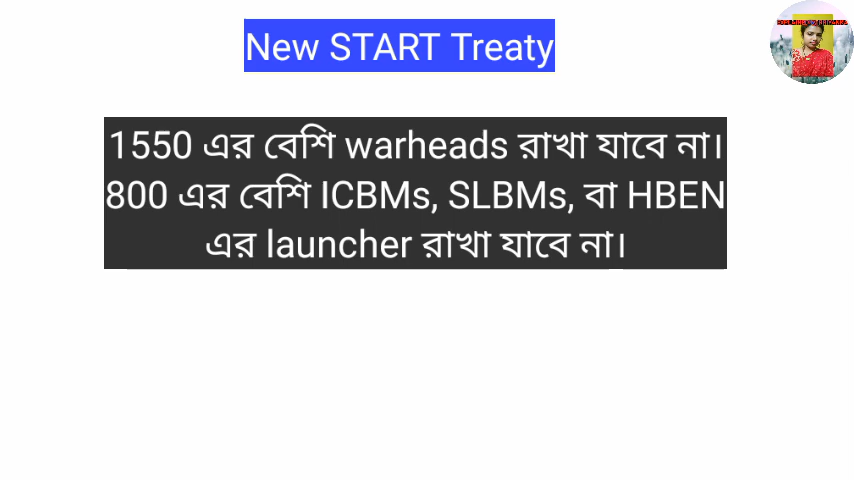 New START Treaty
1550 এর বেশি warheads রাখা যাবে না।
800 এর বেশি ICBMs, SLBMs, বা HBEN
এর launcher রাখা যাবে না।